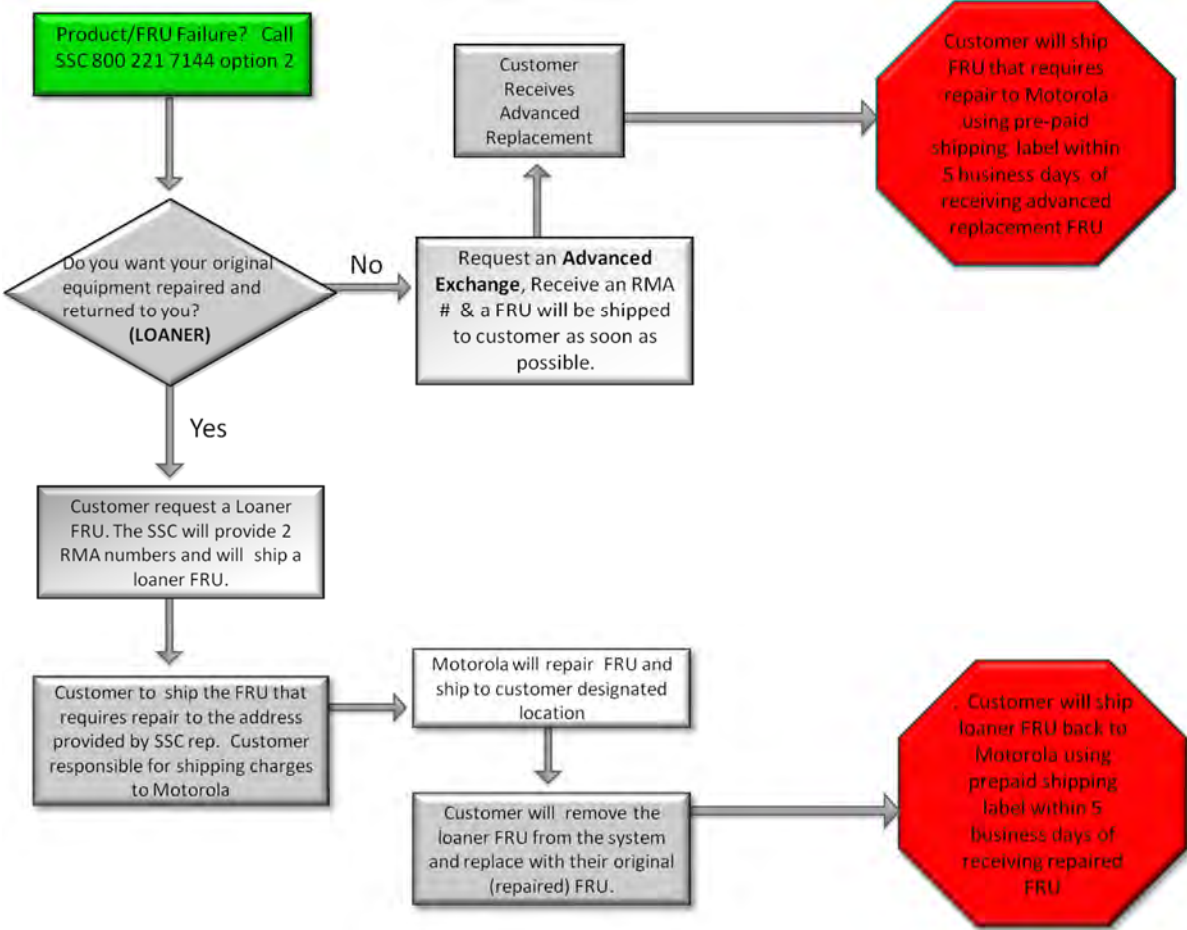 Product/FRU Failure? Call
SSC 800 221 7144 option 2
Do you want your original
equipment repaired and
returned to you?
(LOANER)
No
Request an Advanced
Exchange, Receive an RMA
# & a FRU will be shipped
to customer as soon as
possible.
Customer
Receives
Advanced
Replacement
Customer will ship
FRU that requires
repair to Motorola
using pre-paid
shipping label within
5 business days of
receiving advanced
replacement FRU
Yes
Customer request a Loaner
FRU. The SSC will provide 2
RMA numbers and will ship a
loaner FRU.
Customer to ship the FRU that
requires repair to the address
provided by SSC rep. Customer
responsible for shipping charges
to Motorola
Motorola will repair FRU and
ship to customer designated
location
Customer will remove the
loaner FRU from the system
and replace with their original
(repaired) FRU.
. Customer will ship
loaner FRU back to
Motorola using
prepaid shipping
label within 5
business days of
receiving repaired
FRU